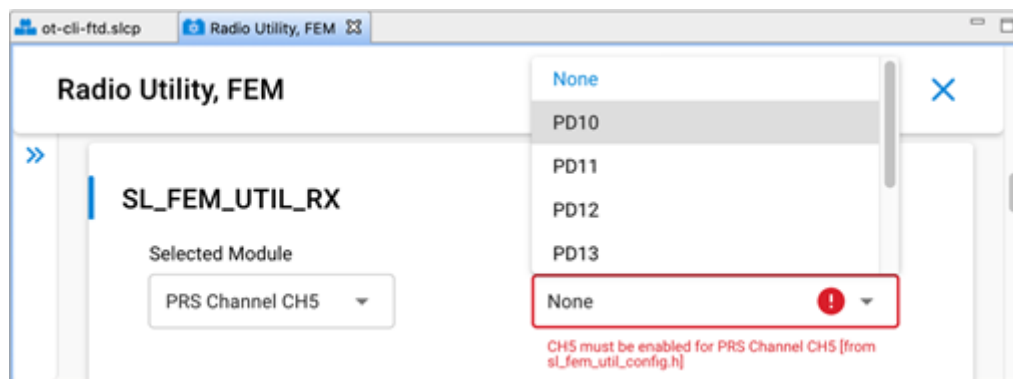 ot-cli-ftd.slcp
Radio Utility, FEM
Radio Utility, FEM
None
PD10
PD11
PD12
PD13
SL_FEM_UTIL_RX
Selected Module
PRS Channel CH5
None
CH5 must be enabled for PRS Channel CH5 [from
sl_fem_util_config.h]